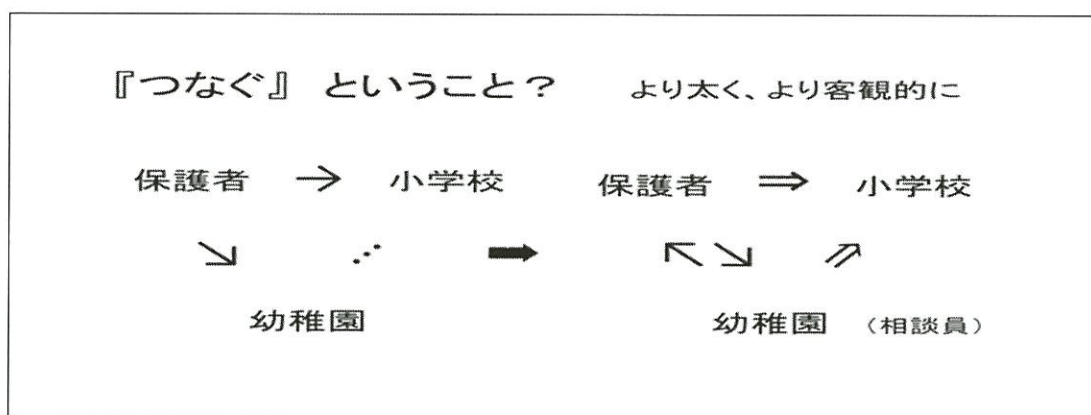 『つなぐ』 ということ? より太く、より客観的に
保護者 → 小学校 保護者 ⇒ 小学校
↘ ⋰ ➡ ↖ ↘ ⇗
幼稚園 幼稚園 (相談員)